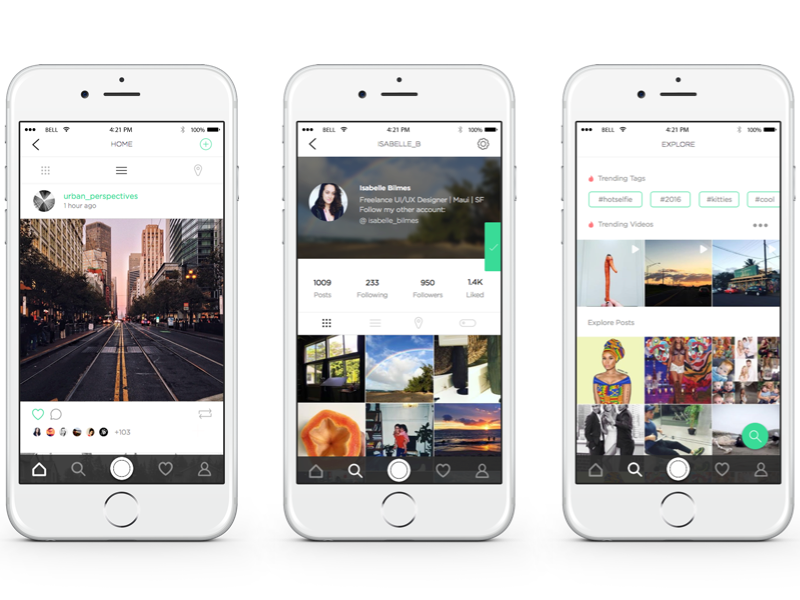 BELL 4:21 PM 100%
HOME
urban_perspectives
1 hour ago
+103
BELL 4:21 PM 100%
ISABELLE_B
Isabelle Bilmes
Freelance UI/UX Designer | Maui | SF
Follow my other account:
@ isabelle_bilmes
1009 233 950 1.4K
Posts Following Followers Liked
BELL 4:21 PM 100%
EXPLORE
Trending Tags
#hotselfie #2016 #kitties #cool
Trending Videos
Explore Posts